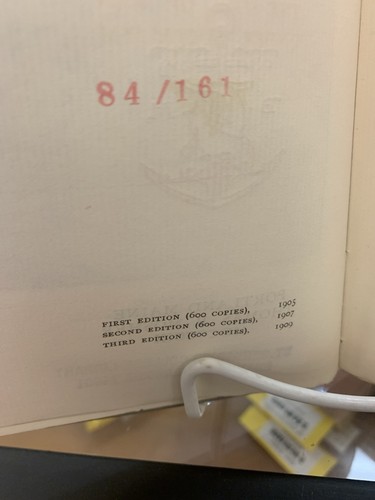 84/161
FIRST EDITION (600 COPIES), 1905
SECOND EDITION (600 COPIES), 1907
THIRD EDITION (600 COPIES). 1909